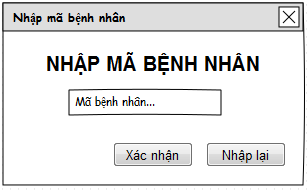 Nhập mã bệnh nhân
NHẬP MÃ BỆNH NHÂN
Mã bệnh nhân...
Xác nhận
Nhập lại